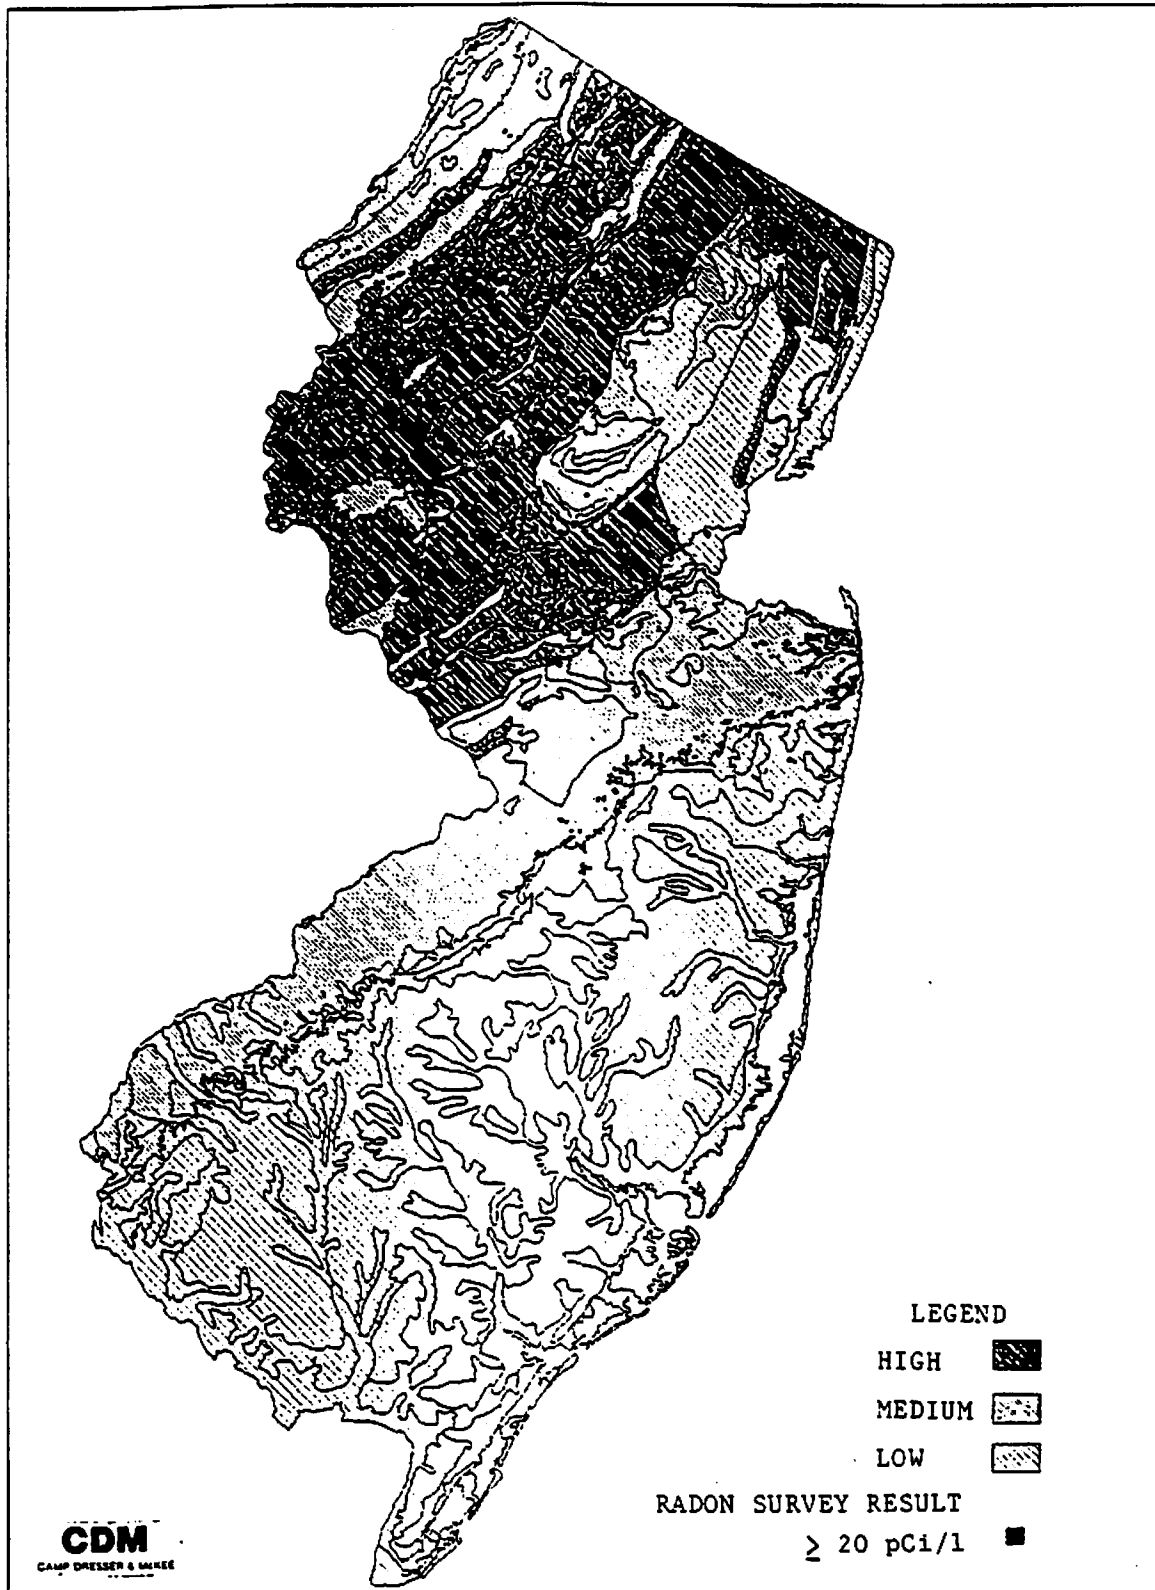 LEGEND
HIGH
MEDIUM
LOW
RADON SURVEY RESULT
≥ 20 pCi/l
CDM
CAMP DRESSER & McKEE